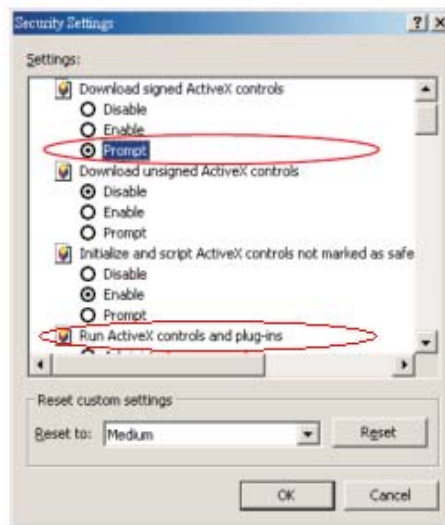 Security Settings
Settings:
Download signed ActiveX controls
Disable
Enable
Prompt
Download unsigned ActiveX controls
Disable
Enable
Prompt
Initialize and script ActiveX controls not marked as safe
Disable
Enable
Prompt
Run ActiveX controls and plug-ins
Reset custom settings
Reset to: Medium Reset
OK Cancel